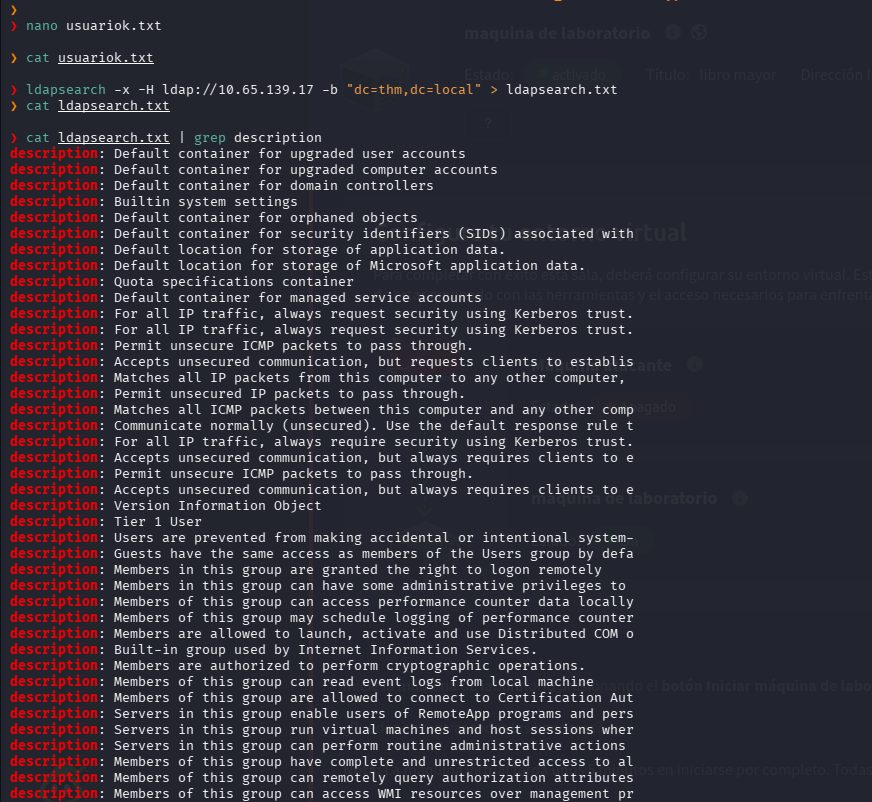 ❯
❯ nano usuariok.txt
❯ cat usuariok.txt
❯ ldapsearch -x -H ldap://10.65.139.17 -b "dc=thm,dc=local" > ldapsearch.txt
❯ cat ldapsearch.txt
❯ cat ldapsearch.txt | grep description
description: Default container for upgraded user accounts
description: Default container for upgraded computer accounts
description: Default container for domain controllers
description: Builtin system settings
description: Default container for orphaned objects
description: Default container for security identifiers (SIDs) associated with
description: Default location for storage of application data.
description: Default location for storage of Microsoft application data.
description: Quota specifications container
description: Default container for managed service accounts
description: For all IP traffic, always request security using Kerberos trust.
description: For all IP traffic, always request security using Kerberos trust.
description: Permit unsecure ICMP packets to pass through.
description: Accepts unsecured communication, but requests clients to establis
description: Matches all IP packets from this computer to any other computer,
description: Permit unsecured IP packets to pass through.
description: Matches all ICMP packets between this computer and any other comp
description: Communicate normally (unsecured). Use the default response rule t
description: For all IP traffic, always require security using Kerberos trust.
description: Accepts unsecured communication, but always requires clients to e
description: Permit unsecure ICMP packets to pass through.
description: Accepts unsecured communication, but always requires clients to e
description: Version Information Object
description: Tier 1 User
description: Users are prevented from making accidental or intentional system-
description: Guests have the same access as members of the Users group by defa
description: Members in this group are granted the right to logon remotely
description: Members in this group can have some administrative privileges to
description: Members of this group can access performance counter data locally
description: Members of this group may schedule logging of performance counter
description: Members are allowed to launch, activate and use Distributed COM o
description: Built-in group used by Internet Information Services.
description: Members are authorized to perform cryptographic operations.
description: Members of this group can read event logs from local machine
description: Members of this group are allowed to connect to Certification Aut
description: Servers in this group enable users of RemoteApp programs and pers
description: Servers in this group run virtual machines and host sessions wher
description: Servers in this group can perform routine administrative actions
description: Members of this group have complete and unrestricted access to al
description: Members of this group can remotely query authorization attributes
description: Members of this group can access WMI resources over management pr
maquina de laboratorio
Estado: activado Título: libro mayor Dirección I
maquina de laboratorio